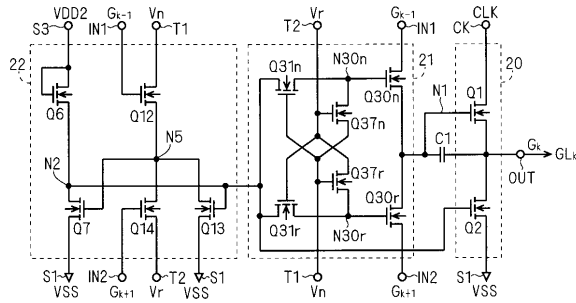 VDD2 Gk-1 Vn Vr Gk-1 CLK
S3 IN1 T1 T2 IN1 CK
22 N30n 21 20
Q31n Q30n N1 Q1
Q6 Q12 Q37n
N2 N5 C1 Gk GLk
Q37r OUT
Q7 Q14 Q13 Q30r Q2
Q31r N30r
S1 IN2 T2 S1 T1 IN2 S1
VSS Gk+1 Vr VSS Vn Gk+1 VSS